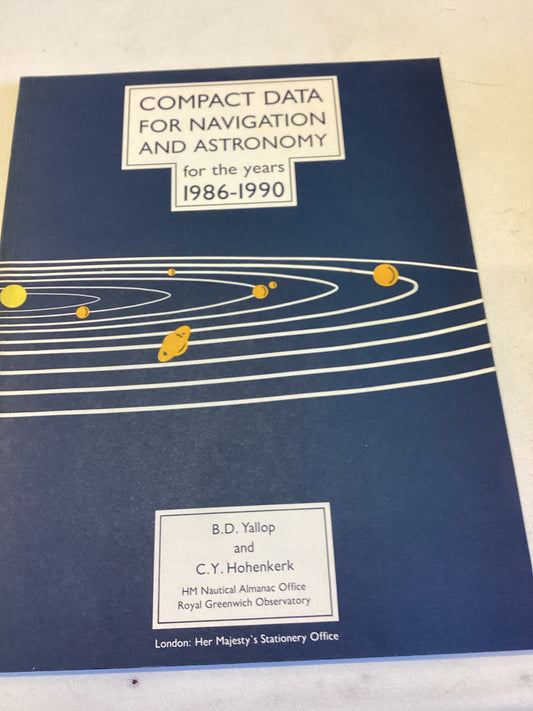 COMPACT DATA
FOR NAVIGATION
AND ASTRONOMY
for the years
1986-1990
B.D. Yallop
and
C.Y. Hohenkerk
HM Nautical Almanac Office
Royal Greenwich Observatory
London: Her Majesty's Stationery Office